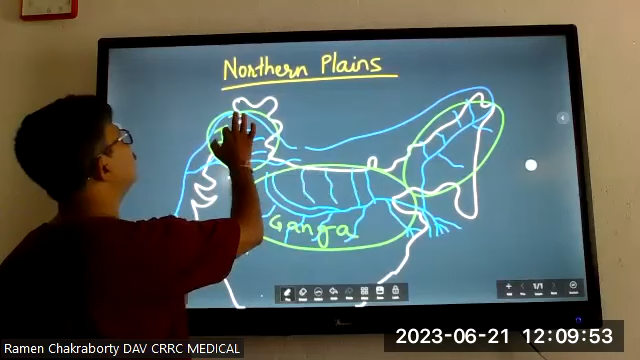 Northern Plains
Ganga
Ramen Chakraborty DAV CRRC MEDICAL
2023-06-21 12:09:53